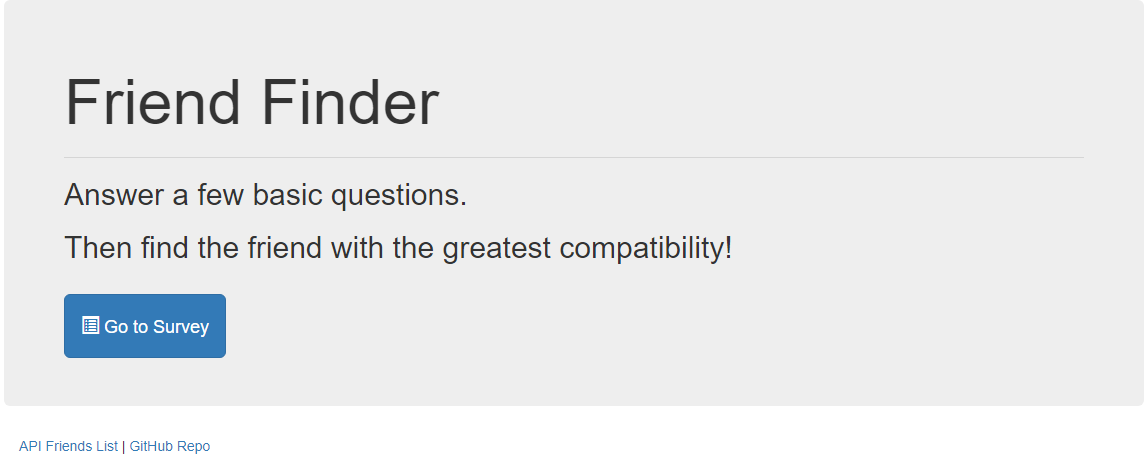 Friend Finder
Answer a few basic questions.
Then find the friend with the greatest compatibility!
Go to Survey
API Friends List | GitHub Repo